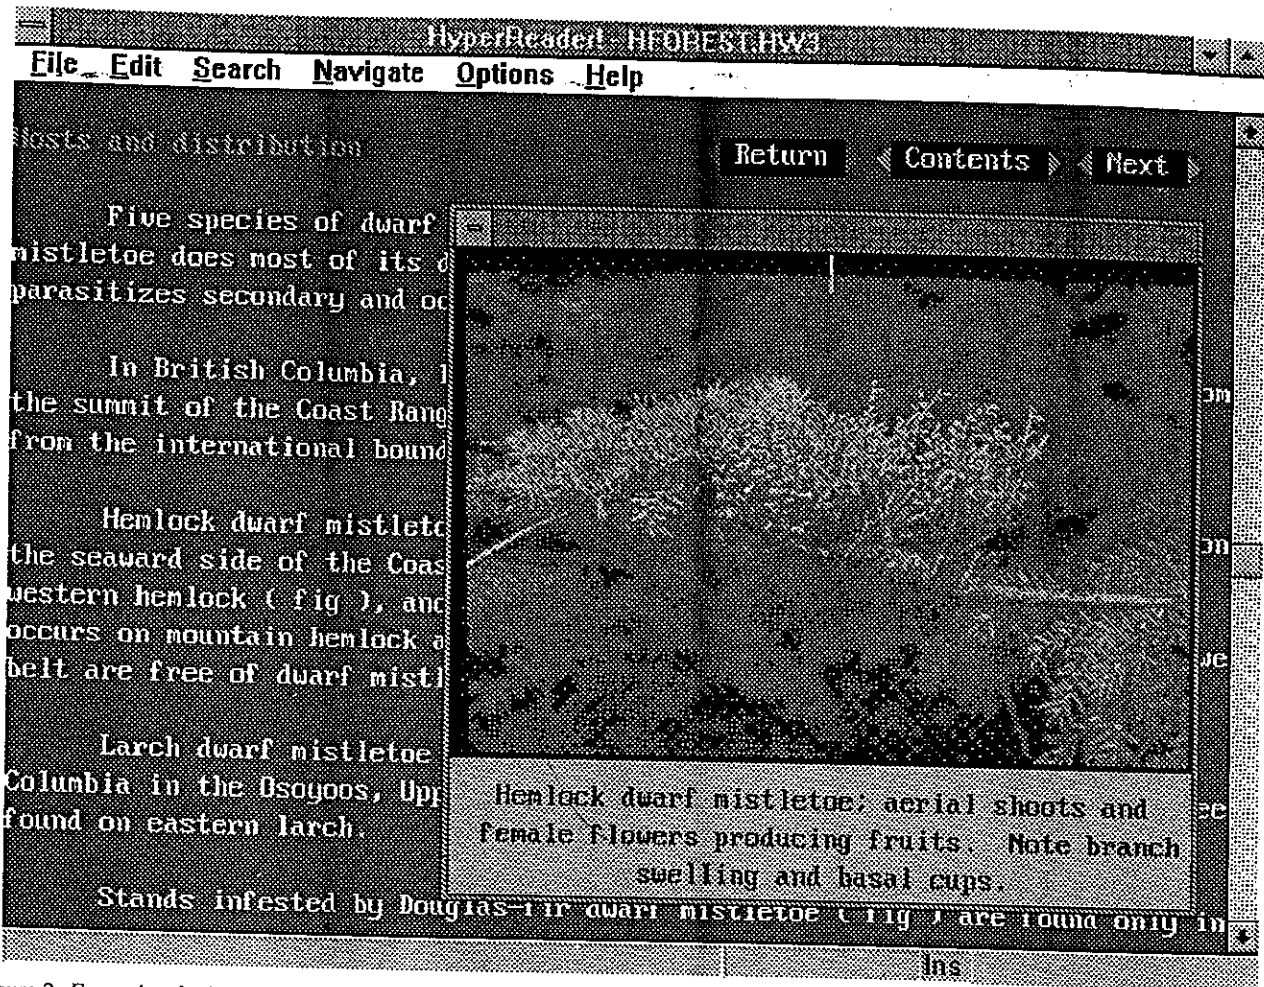 HyperReader! - HFOREST.HW3
File Edit Search Navigate Options Help
Hosts and distribution
Return Contents Next
Five species of dwarf
mistletoe does most of its d
parasitizes secondary and oc
In British Columbia, l
the summit of the Coast Rang
om
from the international bound
Hemlock dwarf mistleto
the seaward side of the Coas
on
western hemlock ( fig ), and
occurs on mountain hemlock a
belt are free of dwarf mistl
we
Larch dwarf mistletoe
Columbia in the Osoyoos, Upp
ee
found on eastern larch.
Hemlock dwarf mistletoe; aerial shoots and
female flowers producing fruits. Note branch
swelling and basal cups.
Stands infested by Douglas-fir dwarf mistletoe ( fig ) are found only in
Ins